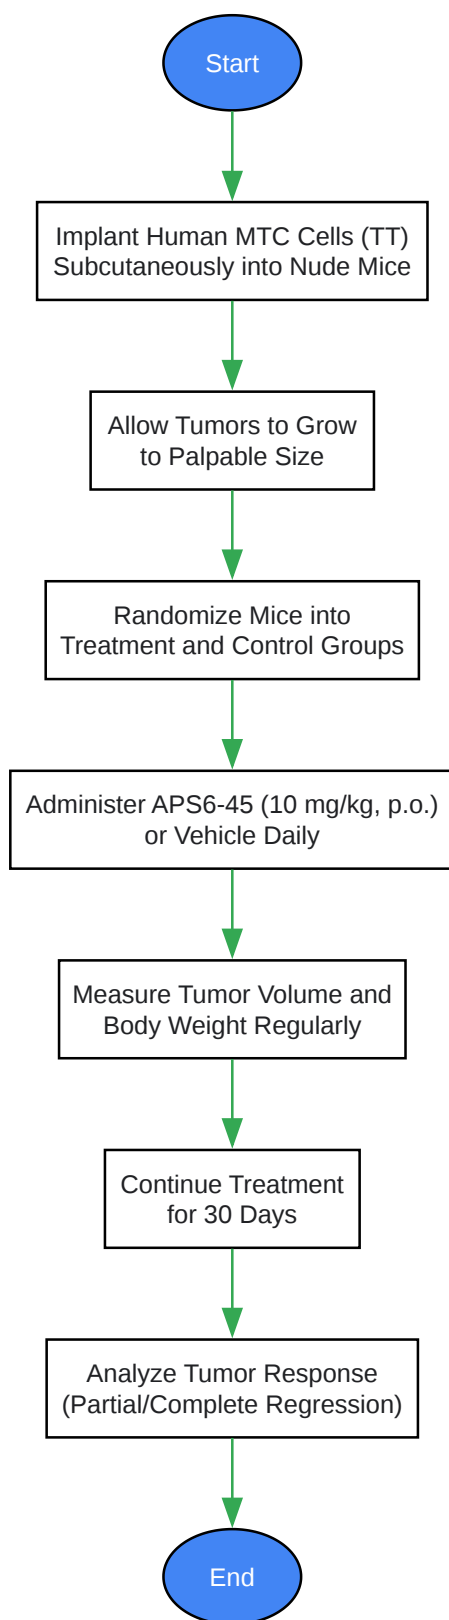 Start
Implant Human MTC Cells (TT)
Subcutaneously into Nude Mice
Allow Tumors to Grow
to Palpable Size
Randomize Mice into
Treatment and Control Groups
Administer APS6-45 (10 mg/kg, p.o.)
or Vehicle Daily
Measure Tumor Volume and
Body Weight Regularly
Continue Treatment
for 30 Days
Analyze Tumor Response
(Partial/Complete Regression)
End